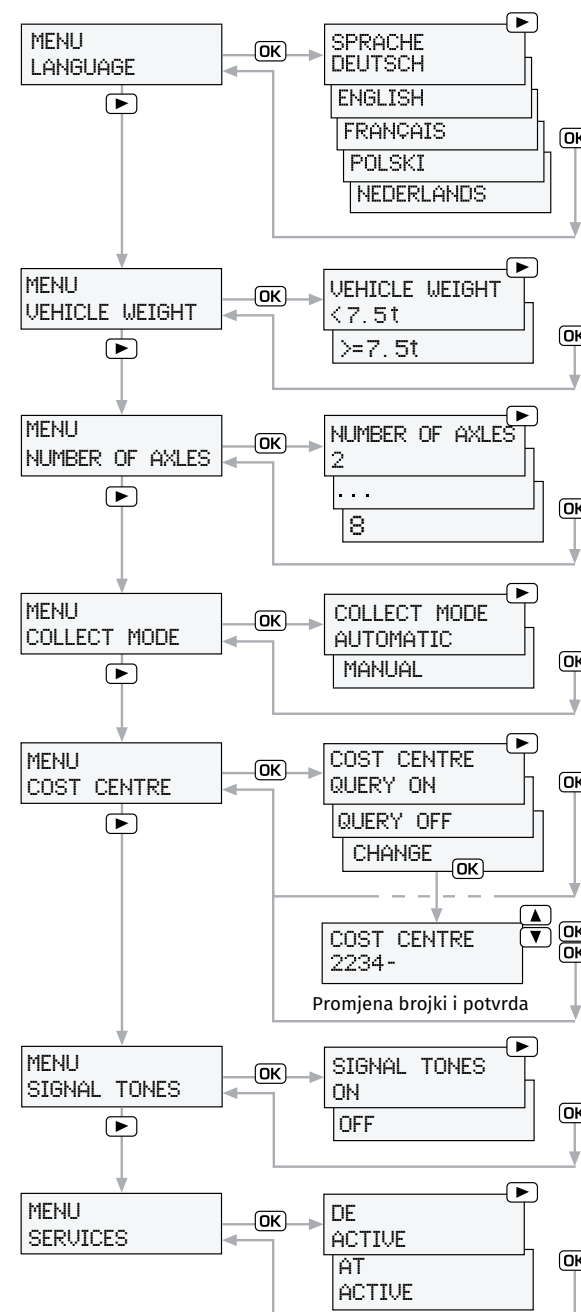 MENU
LANGUAGE
OK
SPRACHE
DEUTSCH
ENGLISH
FRANÇAIS
POLSKI
NEDERLANDS
OK
MENU
VEHICLE WEIGHT
OK
VEHICLE WEIGHT
<7.5t
>=7.5t
OK
MENU
NUMBER OF AXLES
OK
NUMBER OF AXLES
2
...
8
OK
MENU
COLLECT MODE
OK
COLLECT MODE
AUTOMATIC
MANUAL
OK
MENU
COST CENTRE
OK
COST CENTRE
QUERY ON
QUERY OFF
CHANGE
OK
OK
COST CENTRE
2234-
OK
OK
Promjena brojki i potvrda
MENU
SIGNAL TONES
OK
SIGNAL TONES
ON
OFF
OK
MENU
SERVICES
OK
DE
ACTIVE
AT
ACTIVE
OK